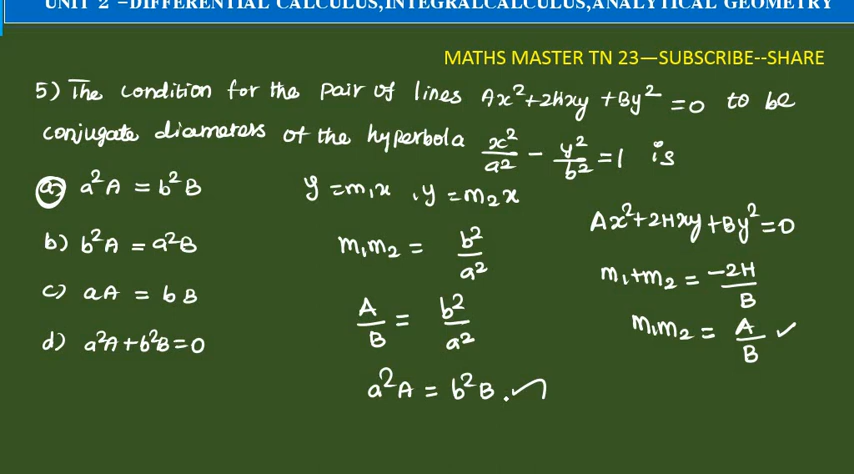 UNIT 2 –DIFFERENTIAL CALCULUS,INTEGRALCALCULUS,ANALYTICAL GEOMETRY
MATHS MASTER TN 23—SUBSCRIBE--SHARE
5) The condition for the pair of lines Ax²+2Hxy+By²=0 to be
conjugate diameters of the hyperbola x²/a² - y²/b² = 1 is
a) a²A = b²B
b) b²A = a²B
c) aA = bB
d) a²A+b²B=0
y=m₁x, y=m₂x
m₁m₂ = b²/a²
A/B = b²/a²
a²A = b²B.
Ax²+2Hxy+By²=0
m₁+m₂ = -2H/B
m₁m₂ = A/B ✓